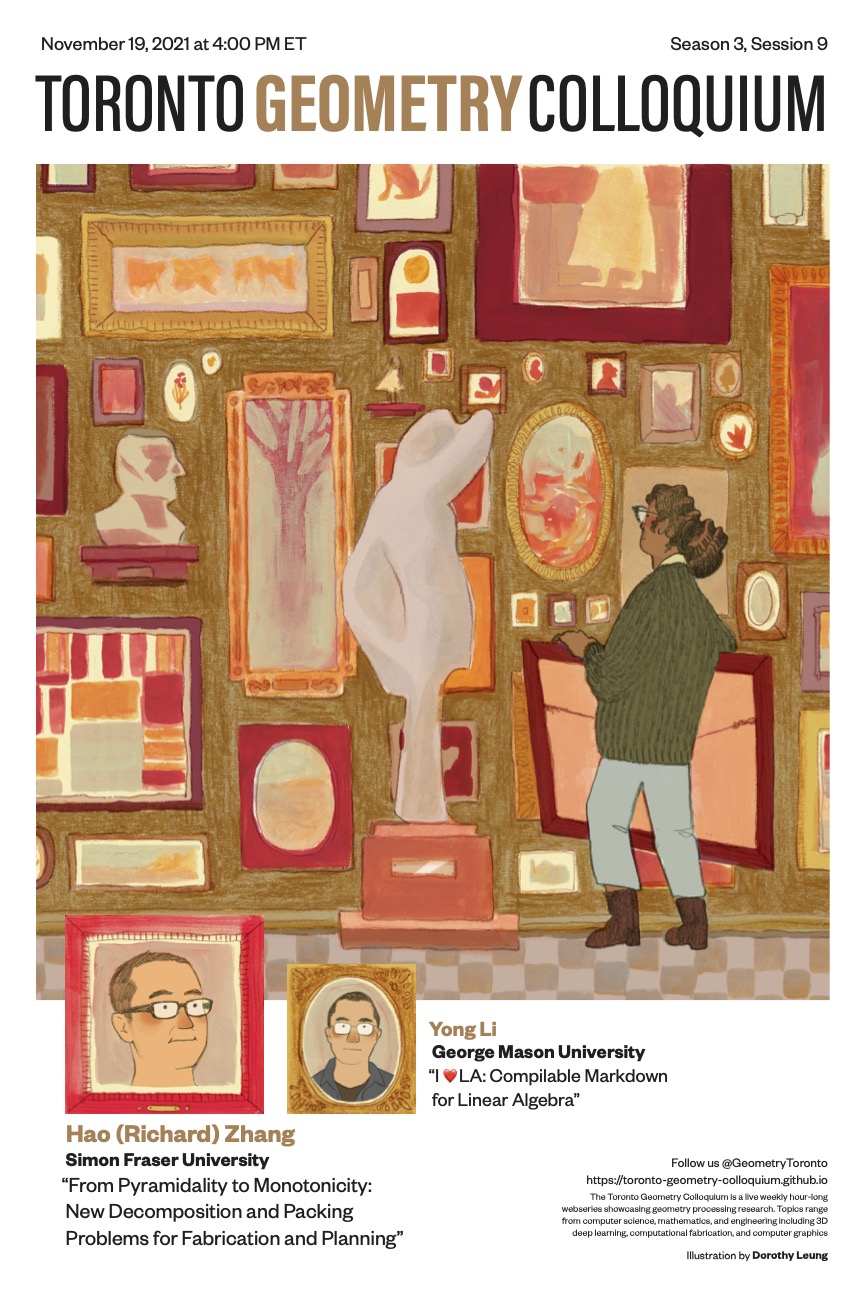 November 19, 2021 at 4:00 PM ET
Season 3, Session 9
TORONTO GEOMETRY COLLOQUIUM
Yong Li
George Mason University
“I ❤️ LA: Compilable Markdown
for Linear Algebra”
Hao (Richard) Zhang
Simon Fraser University
“From Pyramidality to Monotonicity:
New Decomposition and Packing
Problems for Fabrication and Planning”
Follow us @GeometryToronto
https://toronto-geometry-colloquium.github.io
The Toronto Geometry Colloquium is a live weekly hour-long
webseries showcasing geometry processing research. Topics range
from computer science, mathematics, and engineering including 3D
deep learning, computational fabrication, and computer graphics
Illustration by Dorothy Leung